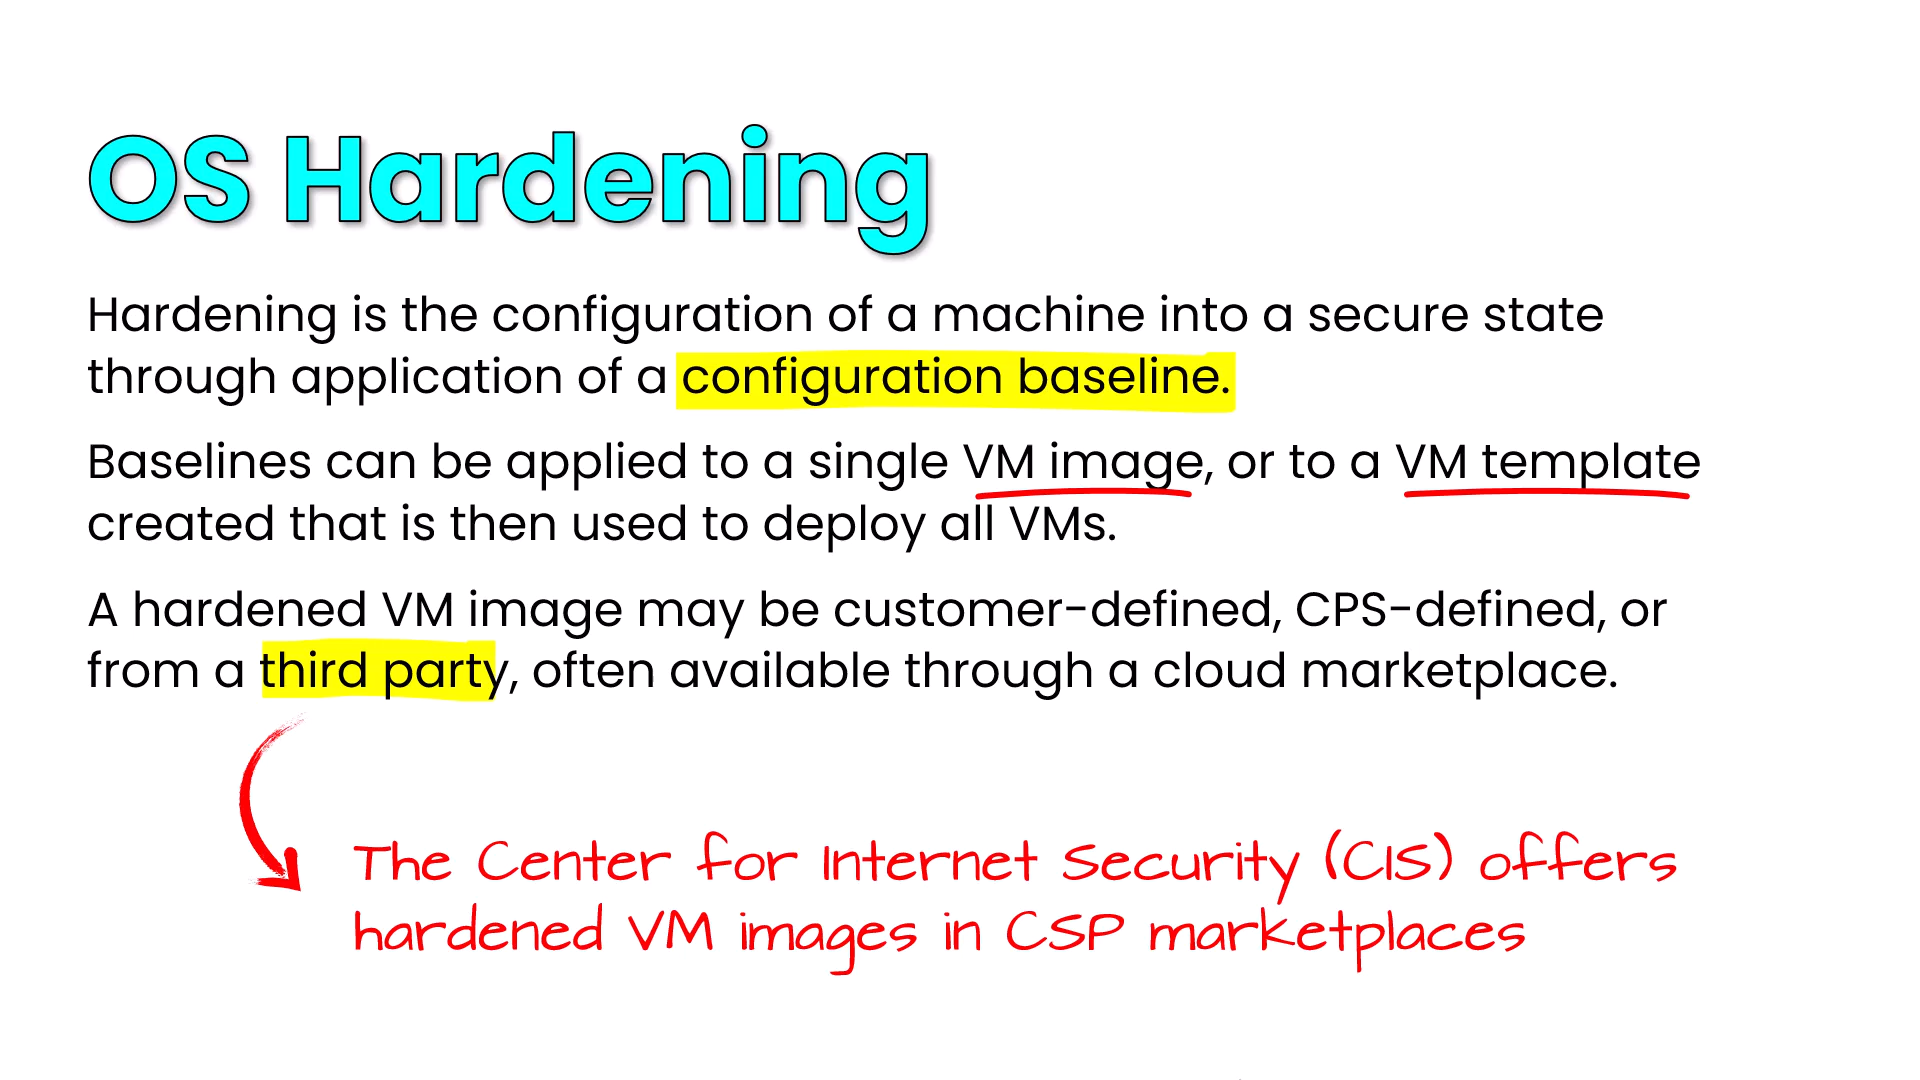 OS Hardening
Hardening is the configuration of a machine into a secure state
through application of a configuration baseline.
Baselines can be applied to a single VM image, or to a VM template
created that is then used to deploy all VMs.
A hardened VM image may be customer-defined, CPS-defined, or
from a third party, often available through a cloud marketplace.
The Center for Internet Security (CIS) offers
hardened VM images in CSP marketplaces